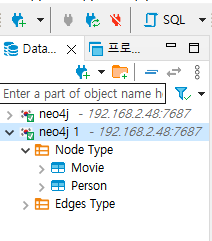 SQL
Data...
프로...
Enter a part of object name he
neo4j - 192.168.2.48:7687
neo4j 1 - 192.168.2.48:7687
Node Type
Movie
Person
Edges Type